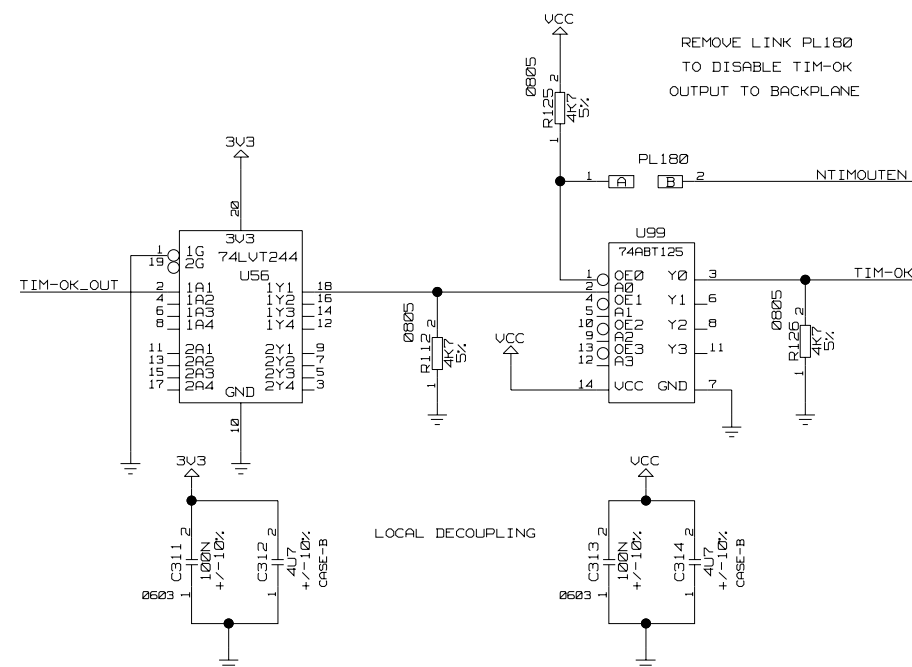 VCC
REMOVE LINK PL180
TO DISABLE TIM-OK
OUTPUT TO BACKPLANE
0805
R125
4K7
5%
2
1
PL180
1 A B 2
NTIMOUTEN
3V3
20
3V3
74LVT244
U56
1 1G
19 2G
TIM-OK_OUT
2 1A1 1Y1 18
4 1A2 1Y2 16
6 1A3 1Y3 14
8 1A4 1Y4 12
11 2A1 2Y1 9
13 2A2 2Y2 7
15 2A3 2Y3 5
17 2A4 2Y4 3
GND
10
0805
R112
4K7
5%
2
1
VCC
U99
74ABT125
1 OE0 Y0 3
2 A0
4 OE1 Y1 6
5 A1
10 OE2 Y2 8
9 A2
13 OE3 Y3 11
12 A3
14 VCC GND 7
TIM-OK
0805
R126
4K7
5%
2
1
3V3
C311
100N
+/-10%
2
1
0603
C312
4U7
+/-10%
CASE-B
2
1
LOCAL DECOUPLING
VCC
C313
100N
+/-10%
2
1
0603
C314
4U7
+/-10%
CASE-B
2
1